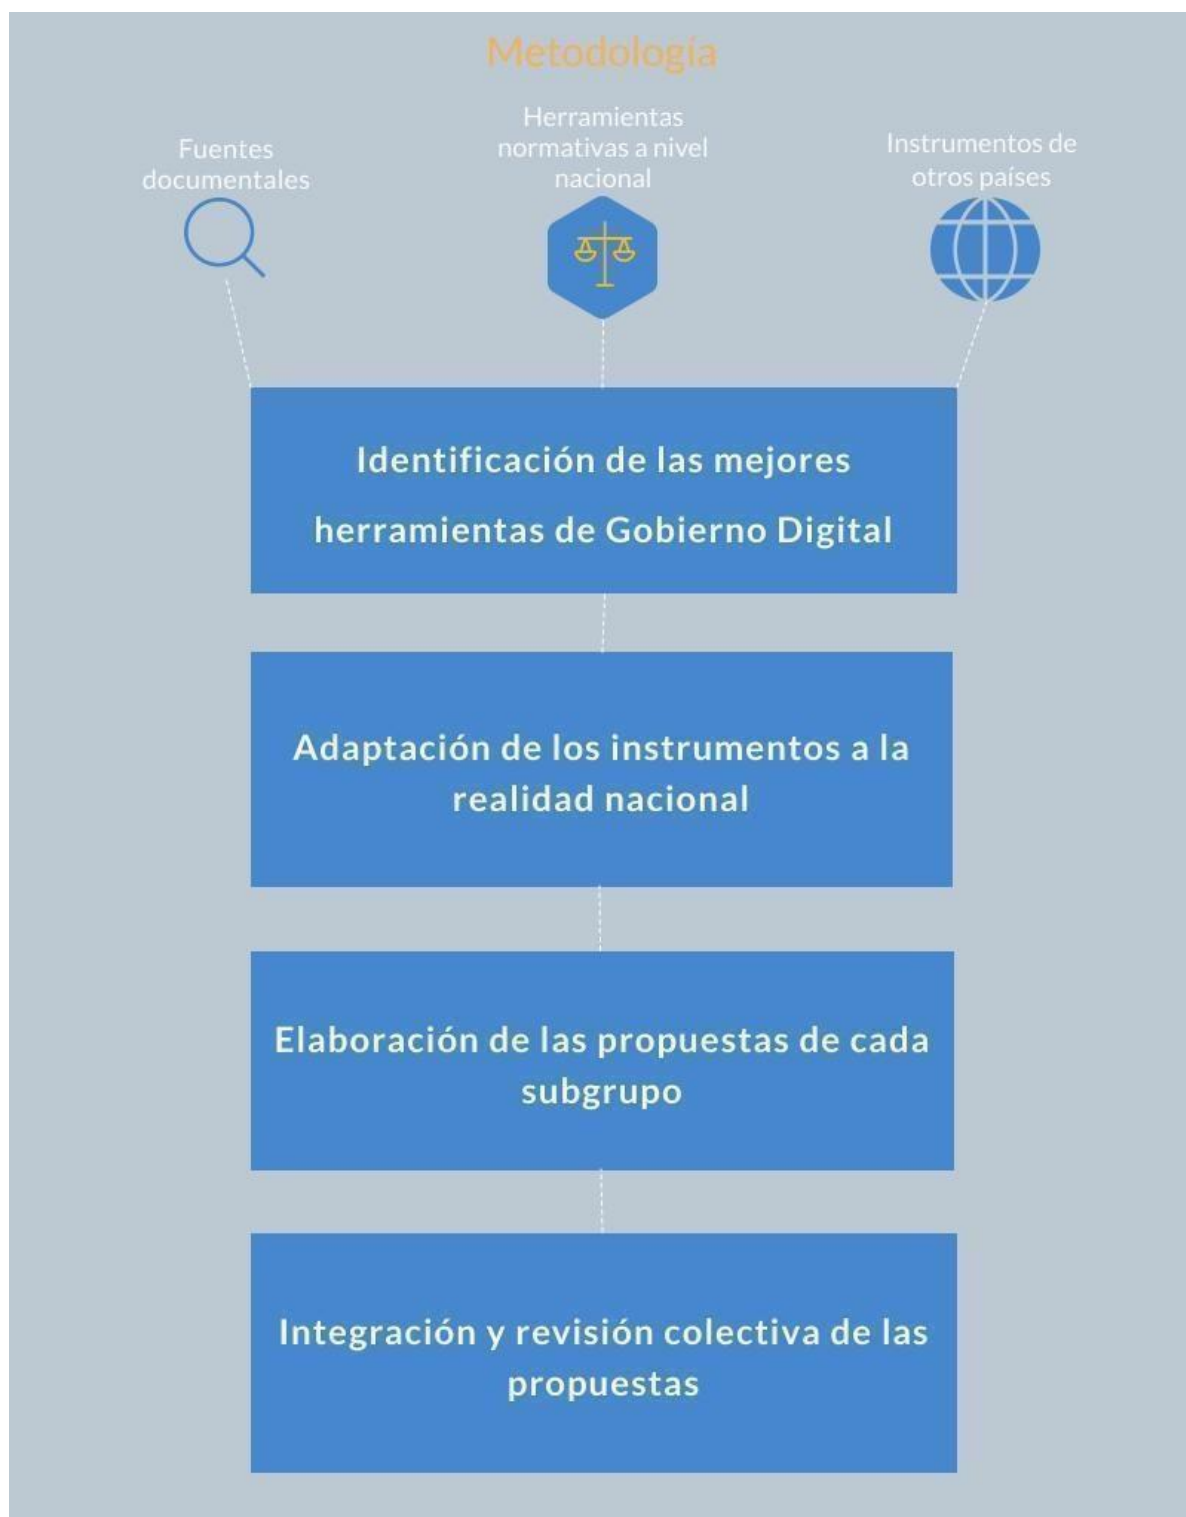 Metodología
Fuentes
documentales
Herramientas
normativas a nivel
nacional
Instrumentos de
otros países
Identificación de las mejores
herramientas de Gobierno Digital
Adaptación de los instrumentos a la
realidad nacional
Elaboración de las propuestas de cada
subgrupo
Integración y revisión colectiva de las
propuestas